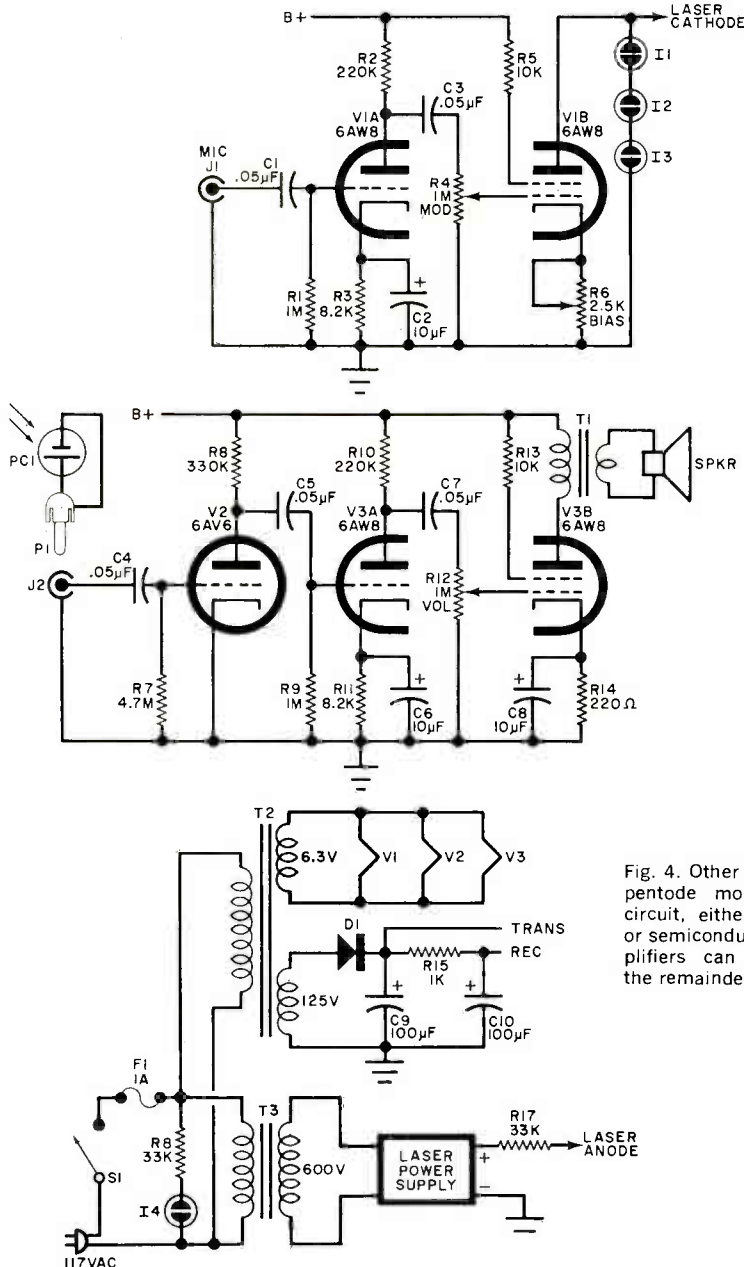 B+
R2
220K
R5
10K
LASER
CATHODE
I1
I2
I3
C3
.05µF
V1A
6AW8
V1B
6AW8
MIC
J1
C1
.05µF
R4
1M
MOD
R1
1M
R3
8.2K
+
C2
10µF
R6
2.5K
BIAS
B+
PC1
P1
R8
330K
R10
220K
R13
10K
T1
SPKR
C5
.05µF
C7
.05µF
V2
6AV6
V3A
6AW8
V3B
6AW8
J2
C4
.05µF
R12
1M
VOL
R7
4.7M
R9
1M
R11
8.2K
+
C6
10µF
+
C8
10µF
R14
220Ω
T2
6.3V
V1
V2
V3
D1
TRANS
R15
1K
REC
125V
+
C9
100µF
+
C10
100µF
F1
1A
R8
33K
T3
600V
LASER
POWER
SUPPLY
+
-
R17
33K
LASER
ANODE
S1
I4
117VAC
Fig. 4. Other
pentode mo
circuit, either
or semicondu
plifiers can
the remainde